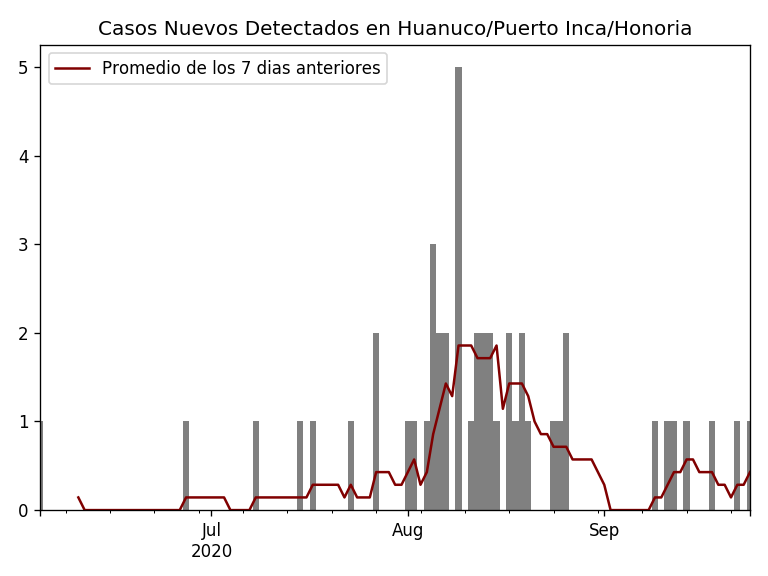 Casos Nuevos Detectados en Huanuco/Puerto Inca/Honoria
Promedio de los 7 dias anteriores
5
4
3
2
1
0
Jul
2020
Aug
Sep